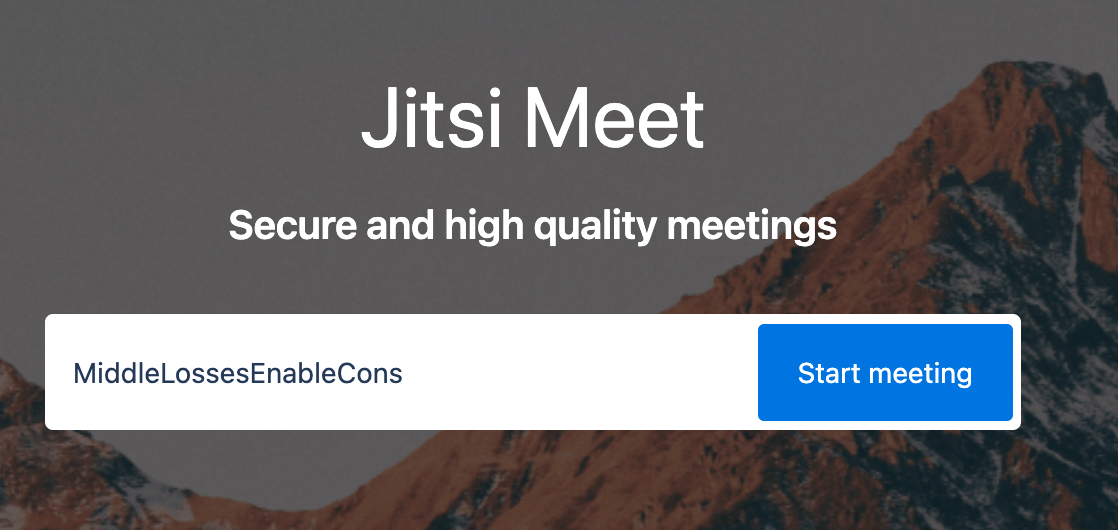 Jitsi Meet
Secure and high quality meetings
MiddleLossesEnableCons
Start meeting